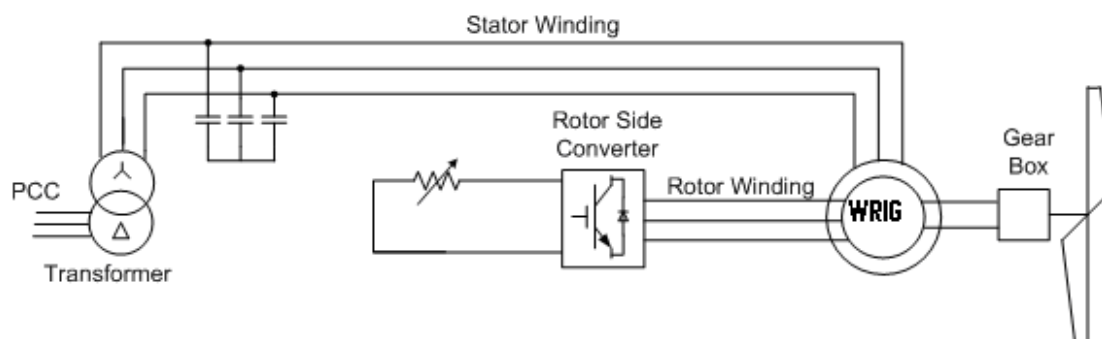 Stator Winding
Rotor Side
Converter
Gear
Box
PCC
Rotor Winding
WRIG
Transformer